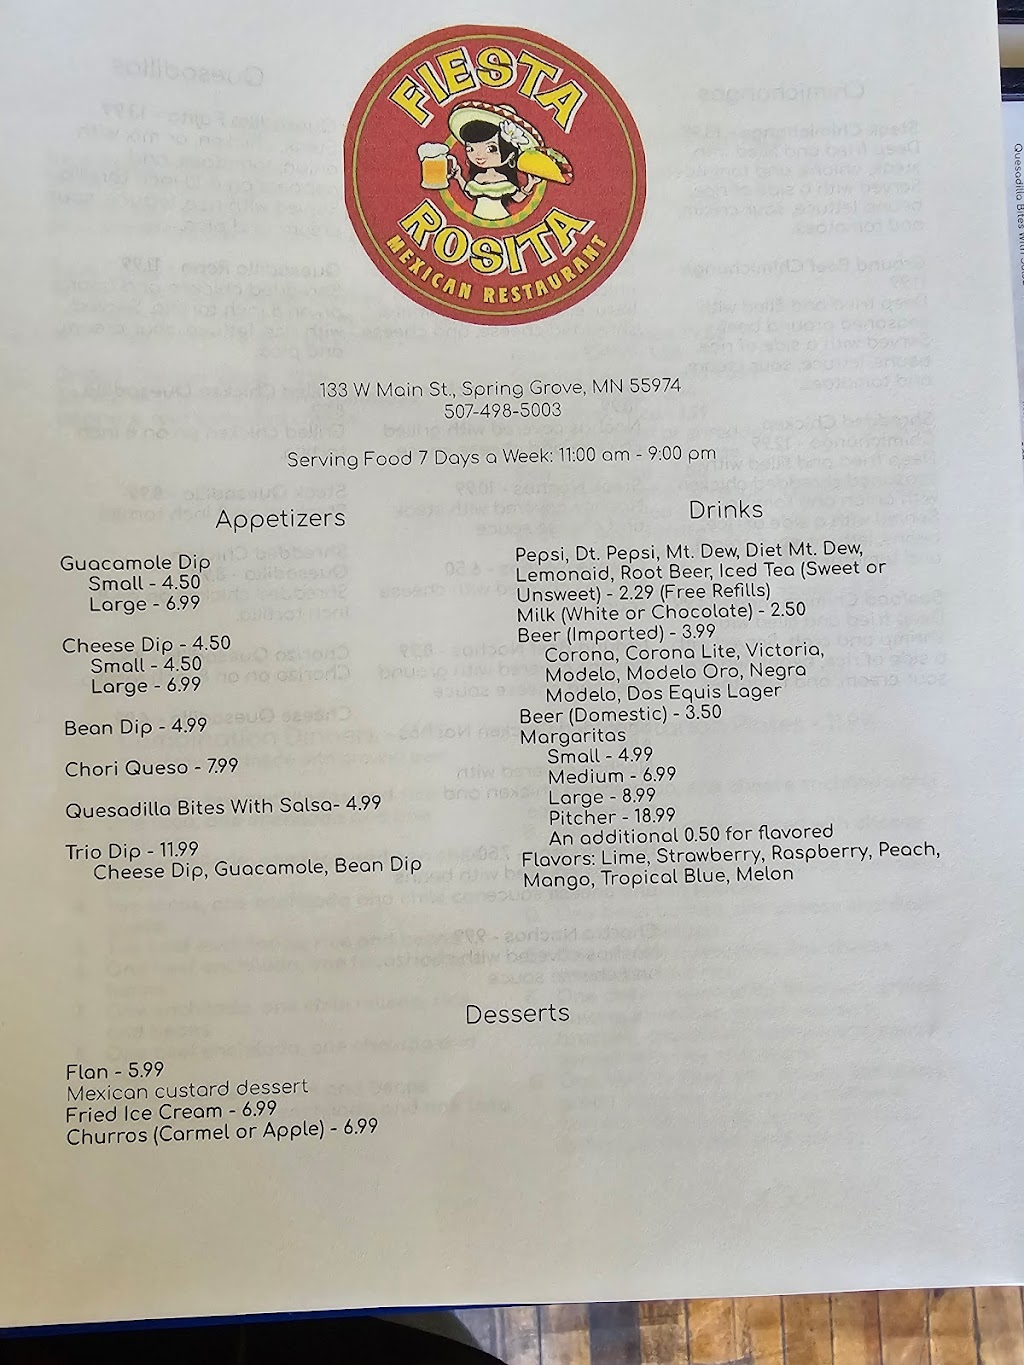 FIESTA
ROSITA
MEXICAN RESTAURANT
133 W Main St., Spring Grove, MN 55974
507-498-5003
Serving Food 7 Days a Week: 11:00 am - 9:00 pm
Appetizers
Guacamole Dip
Small - 4.50
Large - 6.99
Cheese Dip - 4.50
Small - 4.50
Large - 6.99
Bean Dip - 4.99
Chori Queso - 7.99
Quesadilla Bites With Salsa- 4.99
Trio Dip - 11.99
Cheese Dip, Guacamole, Bean Dip
Drinks
Pepsi, Dt. Pepsi, Mt. Dew, Diet Mt. Dew,
Lemonaid, Root Beer, Iced Tea (Sweet or
Unsweet) - 2.29 (Free Refills)
Milk (White or Chocolate) - 2.50
Beer (Imported) - 3.99
Corona, Corona Lite, Victoria,
Modelo, Modelo Oro, Negra
Modelo, Dos Equis Lager
Beer (Domestic) - 3.50
Margaritas
Small - 4.99
Medium - 6.99
Large - 8.99
Pitcher - 18.99
An additional 0.50 for flavored
Flavors: Lime, Strawberry, Raspberry, Peach,
Mango, Tropical Blue, Melon
Desserts
Flan - 5.99
Mexican custard dessert
Fried Ice Cream - 6.99
Churros (Carmel or Apple) - 6.99